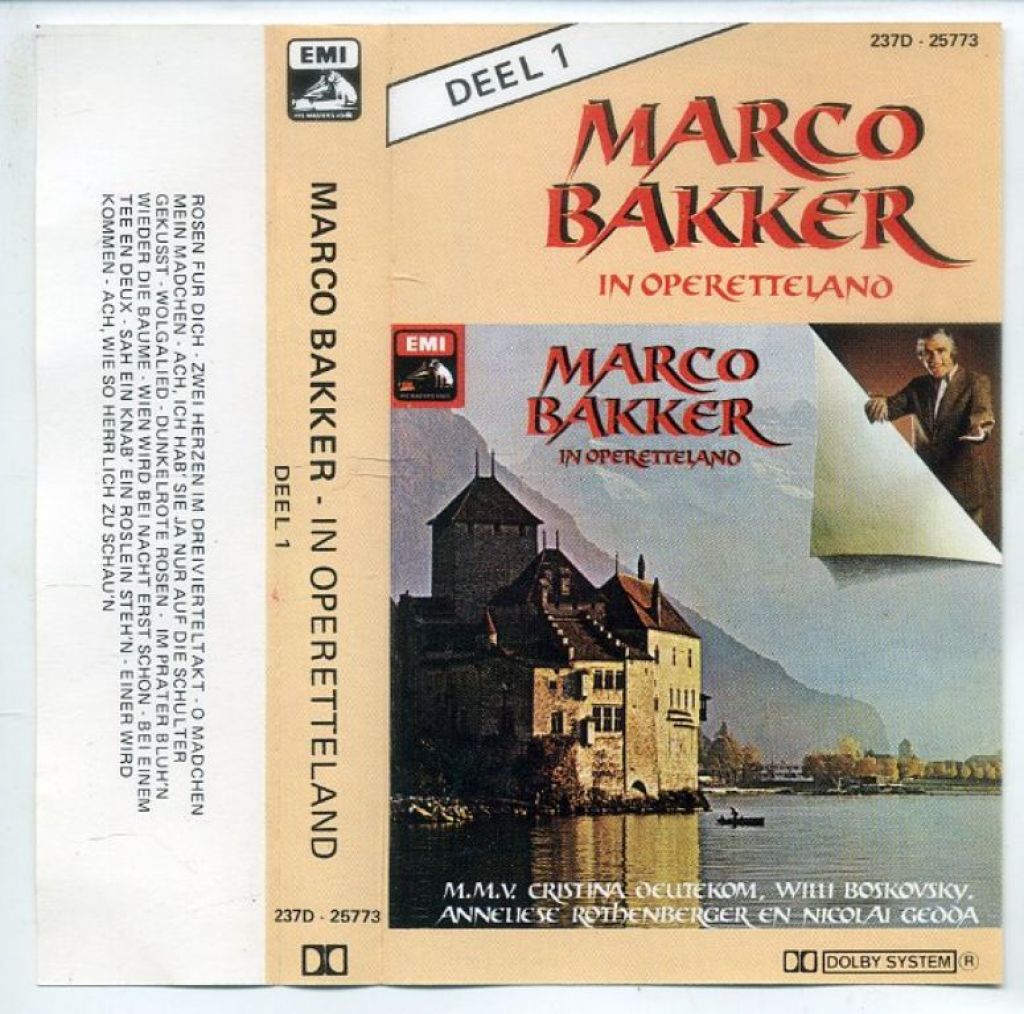 ROSEN FUR DICH - ZWEI HERZEN IM DREIVIERTELTAKT - O MADCHEN
MEIN MADCHEN - ACH, ICH HAB' SIE JA NUR AUF DIE SCHULTER
GEKUSST - WOLGALIED - DUNKELROTE ROSEN - IM PRATER BLUH'N
WIEDER DIE BAUME - WIEN WIRD BEI NACHT ERST SCHON - BEI EINEM
TEE EN DEUX - SAH EIN KNAB' EIN ROSLEIN STEH'N - EINER WIRD
KOMMEN - ACH, WIE SO HERRLICH ZU SCHAU'N
EMI
MARCO BAKKER - IN OPERETTELAND
DEEL 1
237D - 25773
DEEL 1
237D - 25773
MARCO
BAKKER
IN OPERETTELAND
EMI
MARCO
BAKKER
IN OPERETTELAND
M.M.V. CRISTINA DEUTEKOM, WILLI BOSKOVSKY,
ANNELIESE ROTHENBERGER EN NICOLAI GEDDA
DOLBY SYSTEM ®